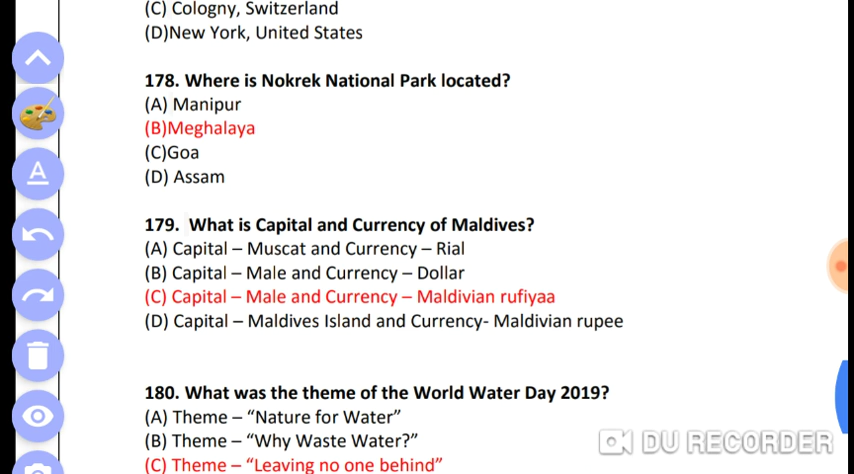 (C) Cologny, Switzerland
(D)New York, United States
178. Where is Nokrek National Park located?
(A) Manipur
(B)Meghalaya
(C)Goa
(D) Assam
179. What is Capital and Currency of Maldives?
(A) Capital – Muscat and Currency – Rial
(B) Capital – Male and Currency – Dollar
(C) Capital – Male and Currency – Maldivian rufiyaa
(D) Capital – Maldives Island and Currency- Maldivian rupee
180. What was the theme of the World Water Day 2019?
(A) Theme – “Nature for Water”
(B) Theme – “Why Waste Water?”
(C) Theme – “Leaving no one behind”
A
DU RECORDER